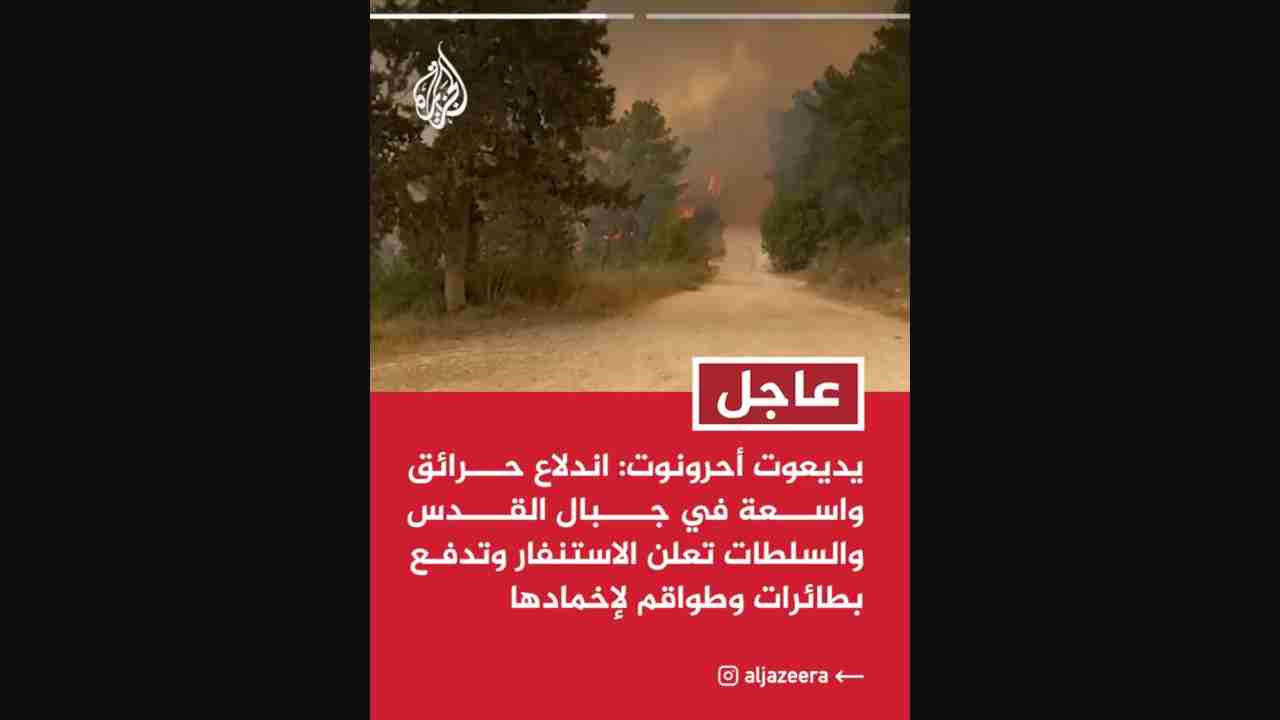 الجزيرة
عاجل
يديعوت أحرونوت: اندلاع حرائق
واسعة في جبال القدس
والسلطات تعلن الاستنفار وتدفع
بطائرات وطواقم لإخمادها
aljazeera